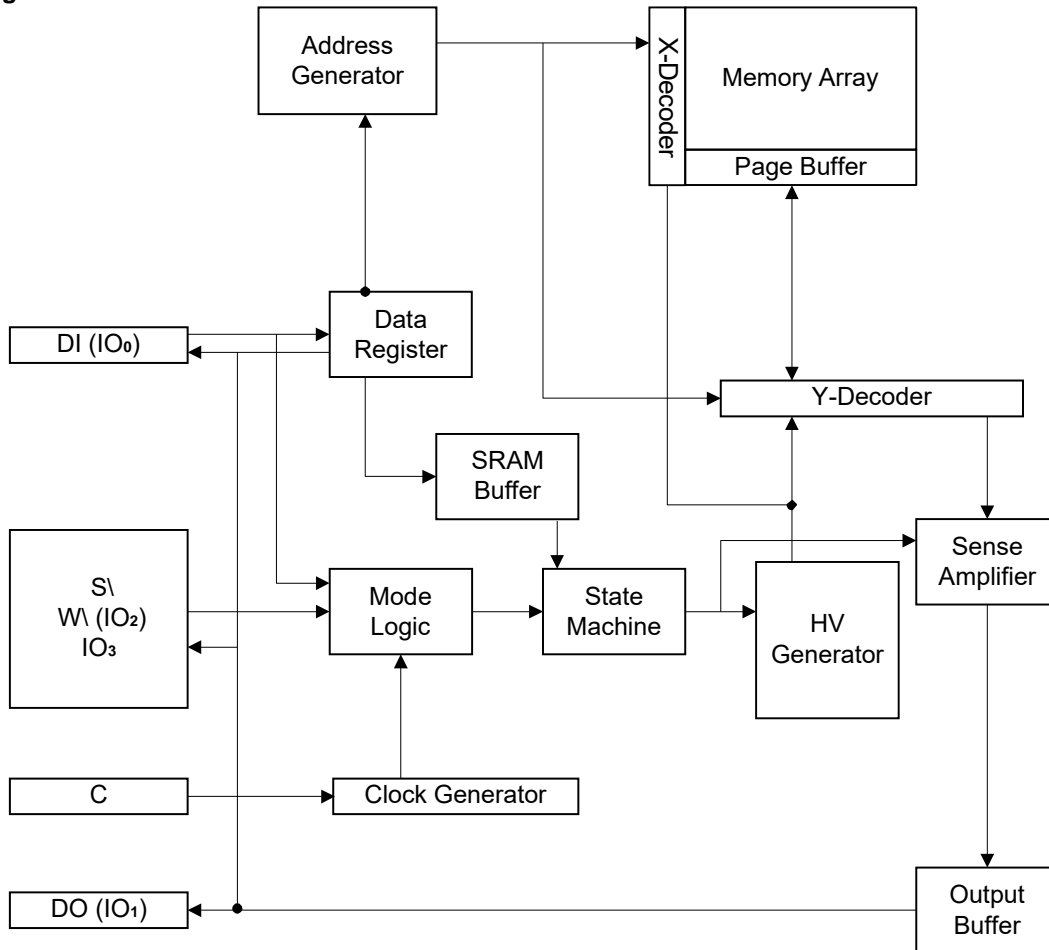 Address
Generator
X-Decoder
Memory Array
Page Buffer
DI (IO₀)
Data
Register
Y-Decoder
SRAM
Buffer
S\
W\ (IO₂)
IO₃
Mode
Logic
State
Machine
HV
Generator
Sense
Amplifier
C
Clock Generator
DO (IO₁)
Output
Buffer